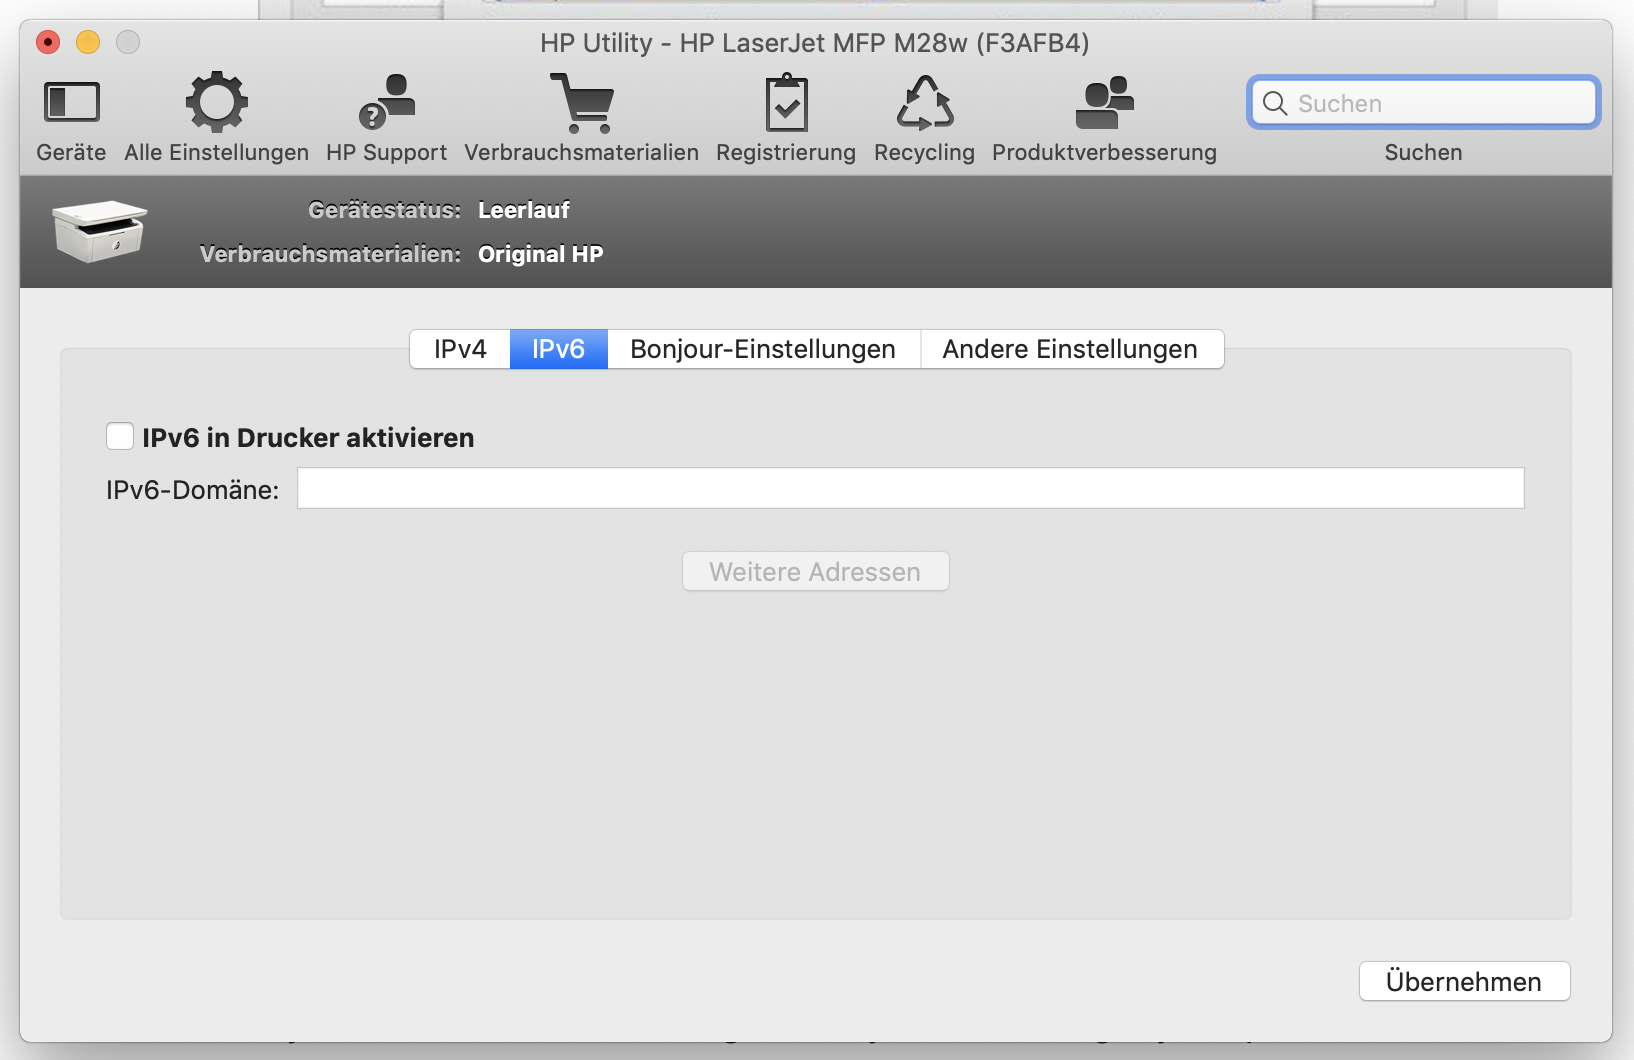 HP Utility - HP LaserJet MFP M28w (F3AFB4)
Geräte Alle Einstellungen HP Support Verbrauchsmaterialien Registrierung Recycling Produktverbesserung Suchen
Suchen
Gerätestatus: Leerlauf
Verbrauchsmaterialien: Original HP
IPv4 IPv6 Bonjour-Einstellungen Andere Einstellungen
IPv6 in Drucker aktivieren
IPv6-Domäne:
Weitere Adressen
Übernehmen